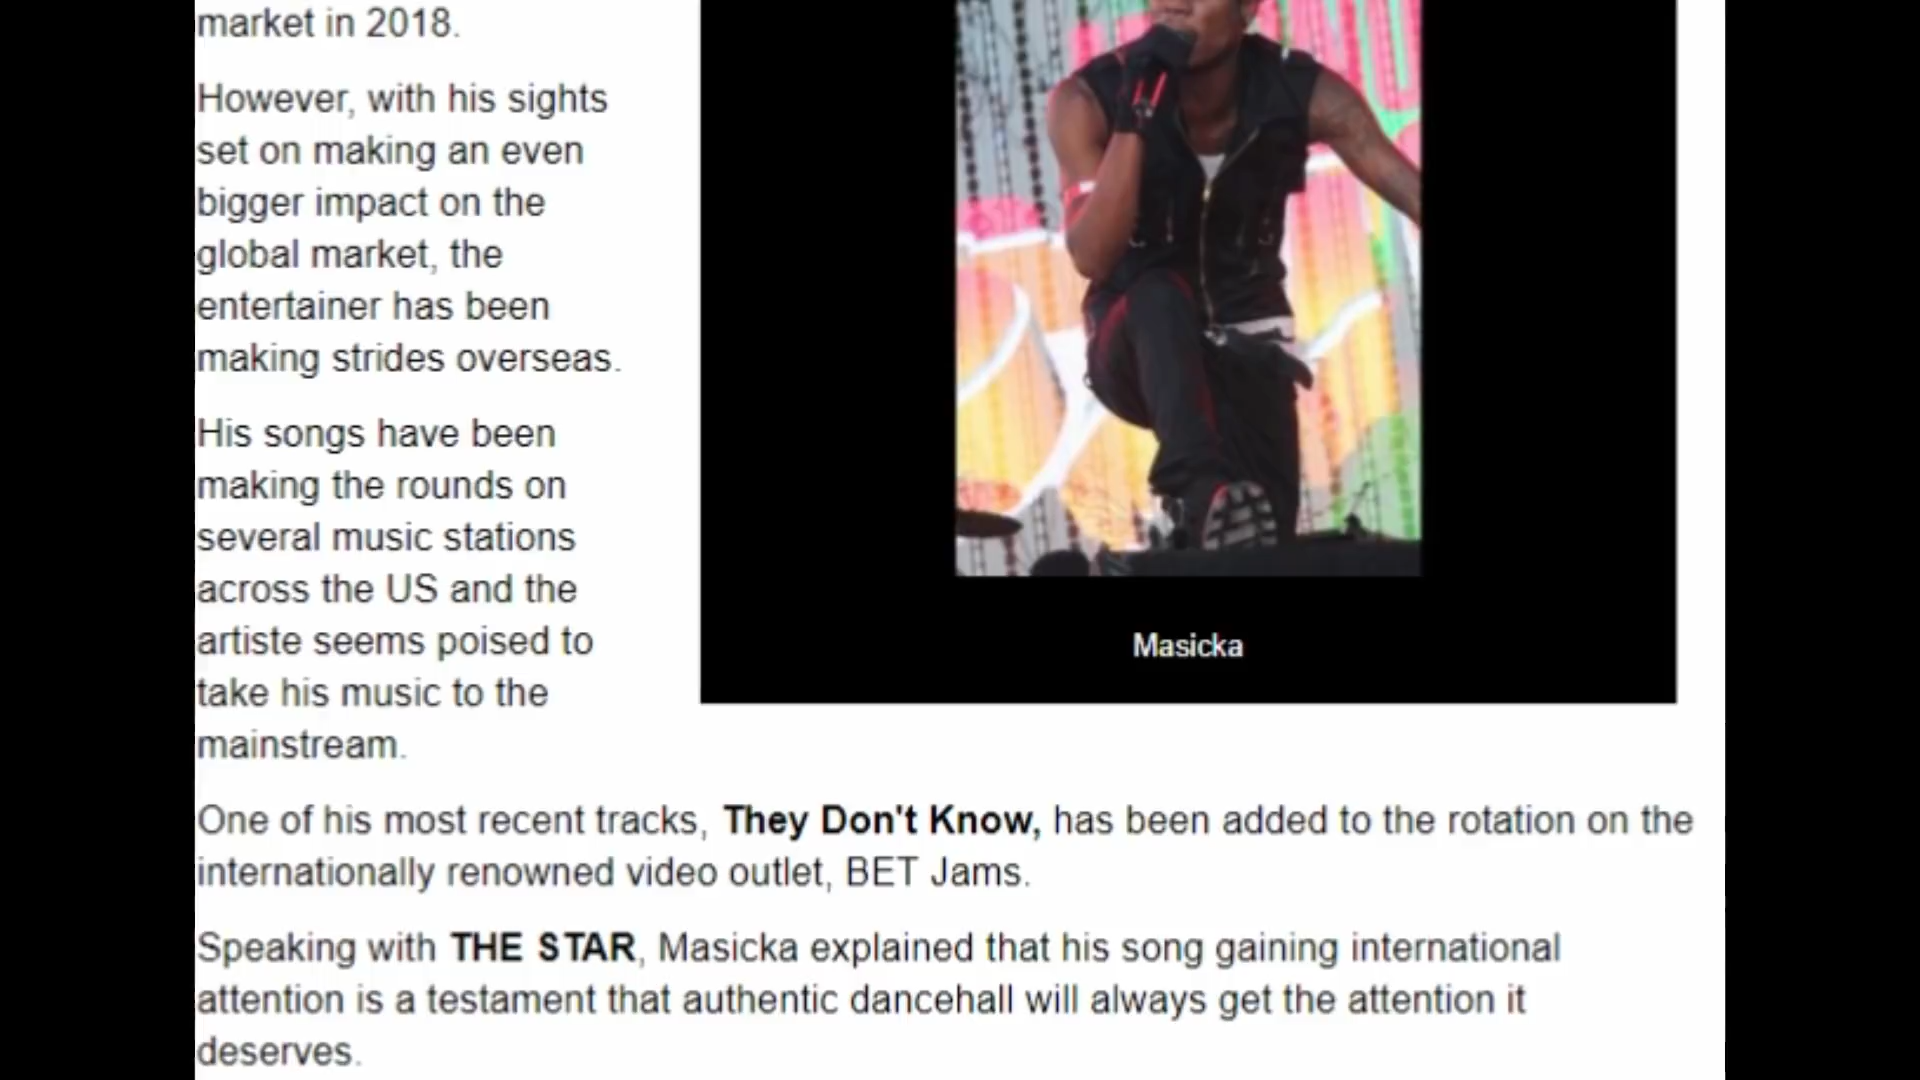 market in 2018.
However, with his sights
set on making an even
bigger impact on the
global market, the
entertainer has been
making strides overseas.
His songs have been
making the rounds on
several music stations
across the US and the
artiste seems poised to
take his music to the
mainstream.
Masicka
One of his most recent tracks, They Don't Know, has been added to the rotation on the
internationally renowned video outlet, BET Jams.
Speaking with THE STAR, Masicka explained that his song gaining international
attention is a testament that authentic dancehall will always get the attention it
deserves.